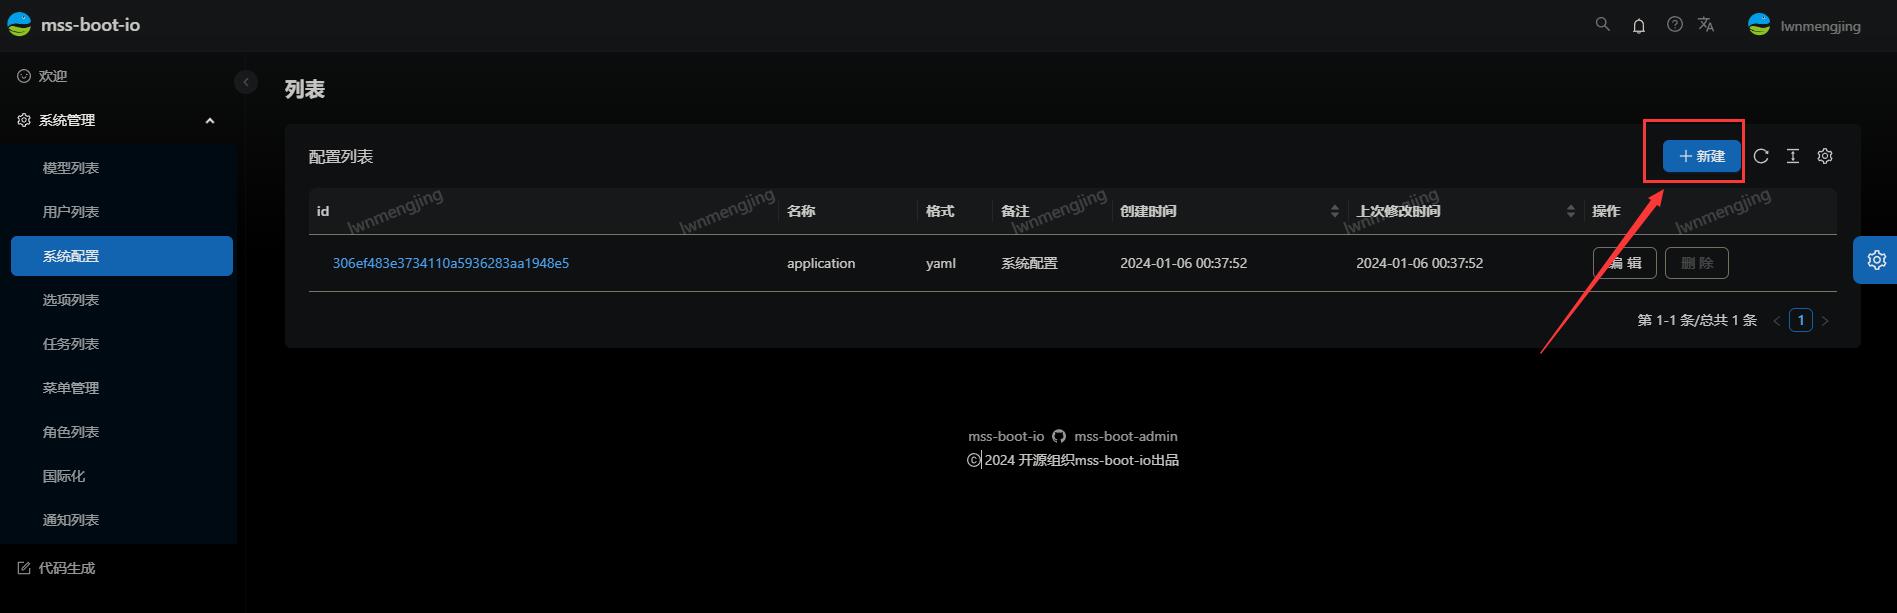 mss-boot-io
lwnmengjing
欢迎
系统管理
模型列表
用户列表
系统配置
选项列表
任务列表
菜单管理
角色列表
国际化
通知列表
代码生成
列表
配置列表
新建
id 名称 格式 备注 创建时间 上次修改时间 操作
lwnmengjing lwnmengjing lwnmengjing lwnmengjing lwnmengjing
306ef483e3734110a5936283aa1948e5 application yaml 系统配置 2024-01-06 00:37:52 2024-01-06 00:37:52 编 辑 删 除
第 1-1 条/总共 1 条 < 1 >
mss-boot-io mss-boot-admin
© 2024 开源组织mss-boot-io出品